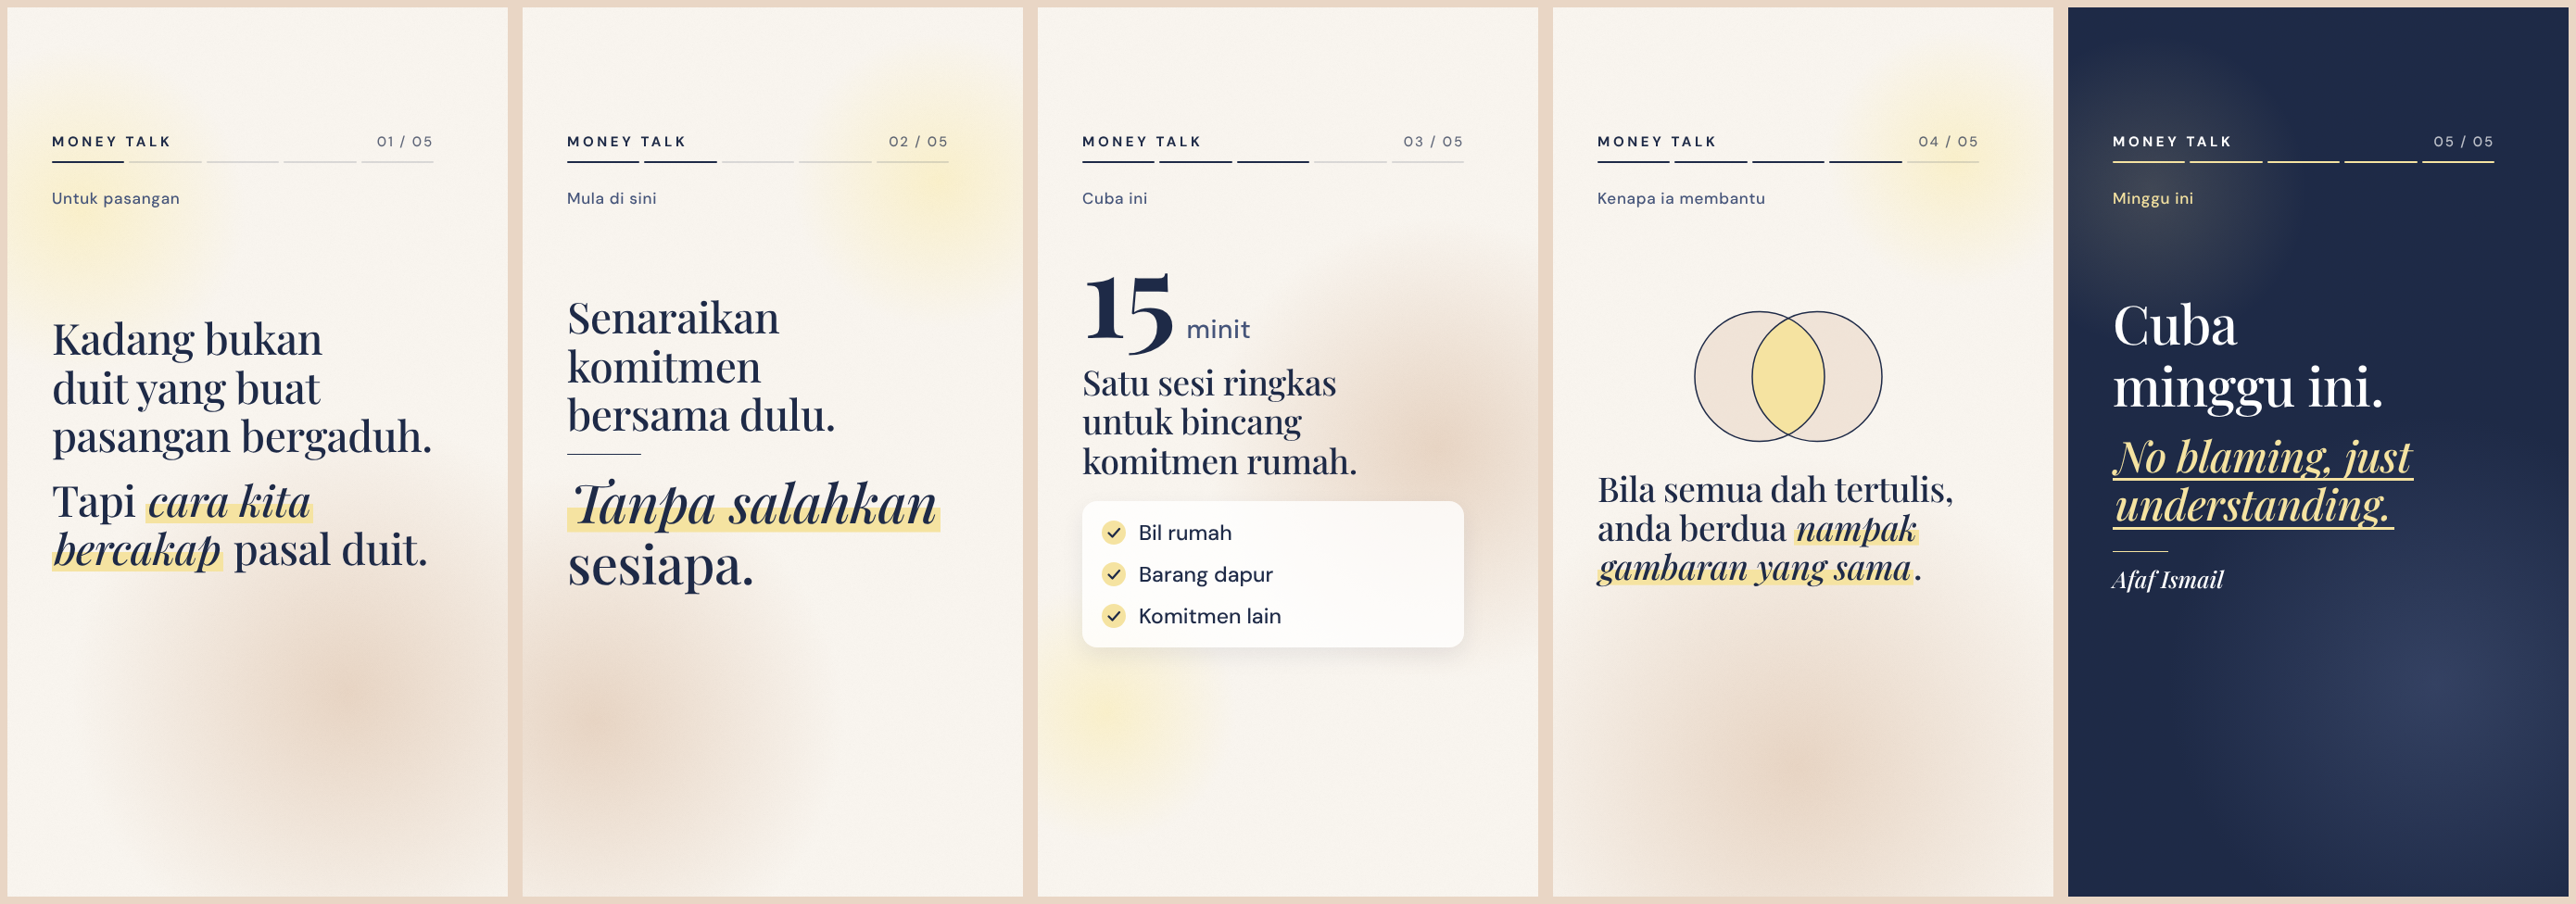 MONEY TALK
01 / 05
Untuk pasangan
Kadang bukan
duit yang buat
pasangan bergaduh.
Tapi cara kita
bercakap pasal duit.
MONEY TALK
02 / 05
Mula di sini
Senaraikan
komitmen
bersama dulu.
Tanpa salahkan
sesiapa.
MONEY TALK
03 / 05
Cuba ini
15 minit
Satu sesi ringkas
untuk bincang
komitmen rumah.
Bil rumah
Barang dapur
Komitmen lain
MONEY TALK
04 / 05
Kenapa ia membantu
Bila semua dah tertulis,
anda berdua nampak
gambaran yang sama.
MONEY TALK
05 / 05
Minggu ini
Cuba
minggu ini.
No blaming, just
understanding.
Afaf Ismail